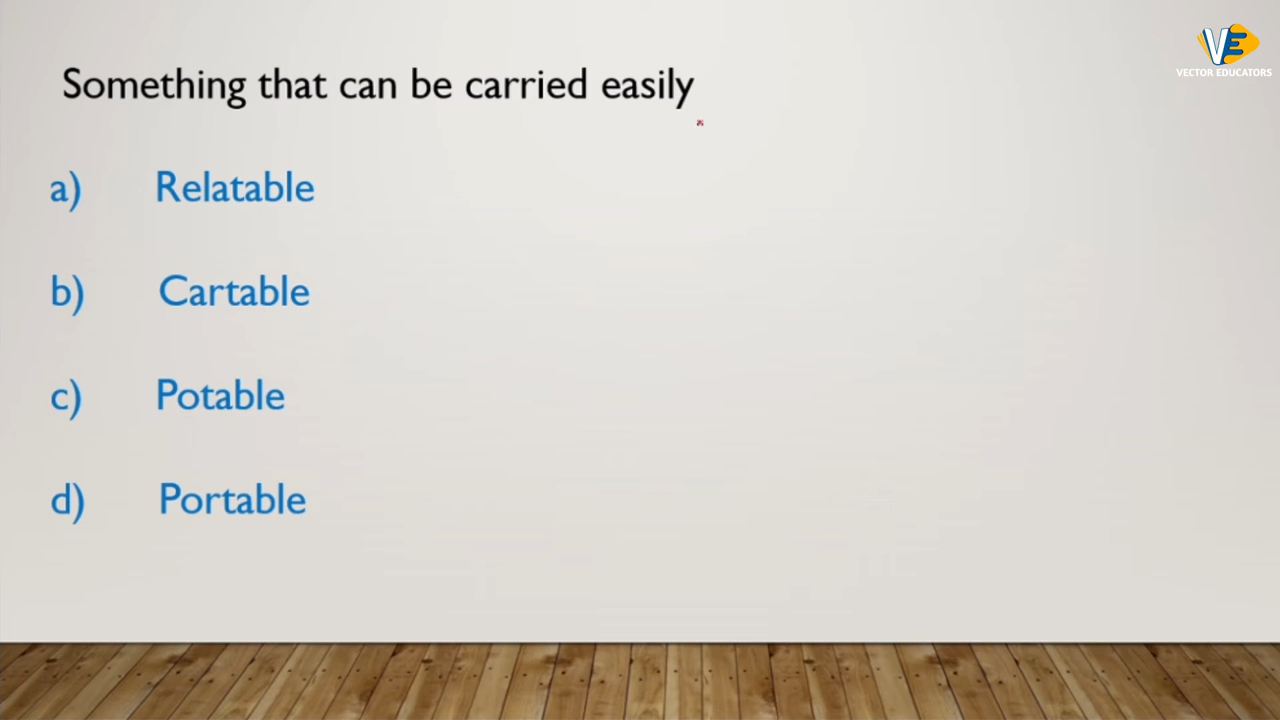 VECTOR EDUCATORS
Something that can be carried easily
a) Relatable
b) Cartable
c) Potable
d) Portable